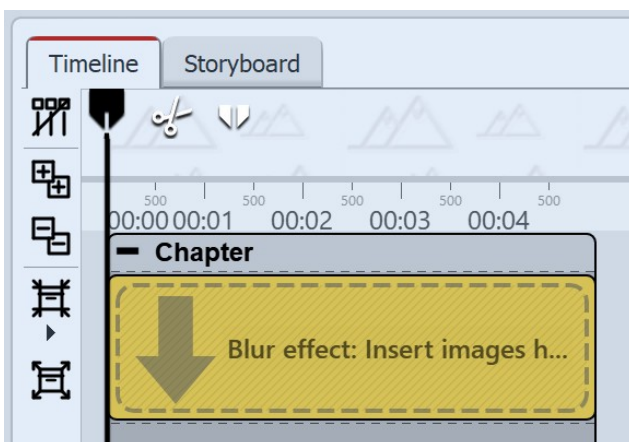 Timeline Storyboard
500 500 500 500 500
00:00 00:01 00:02 00:03 00:04
Chapter
Blur effect: Insert images h...